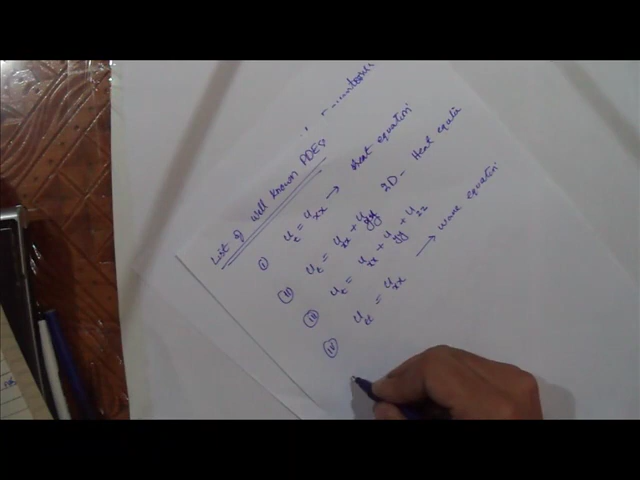 List of well known PDEs
(i) u_t = u_xx → Heat equation
(ii) u_t = u_xx + u_yy 2D - Heat equation
(iii) u_t = u_xx + u_yy + u_zz
(iv) u_tt = u_xx → wave equation